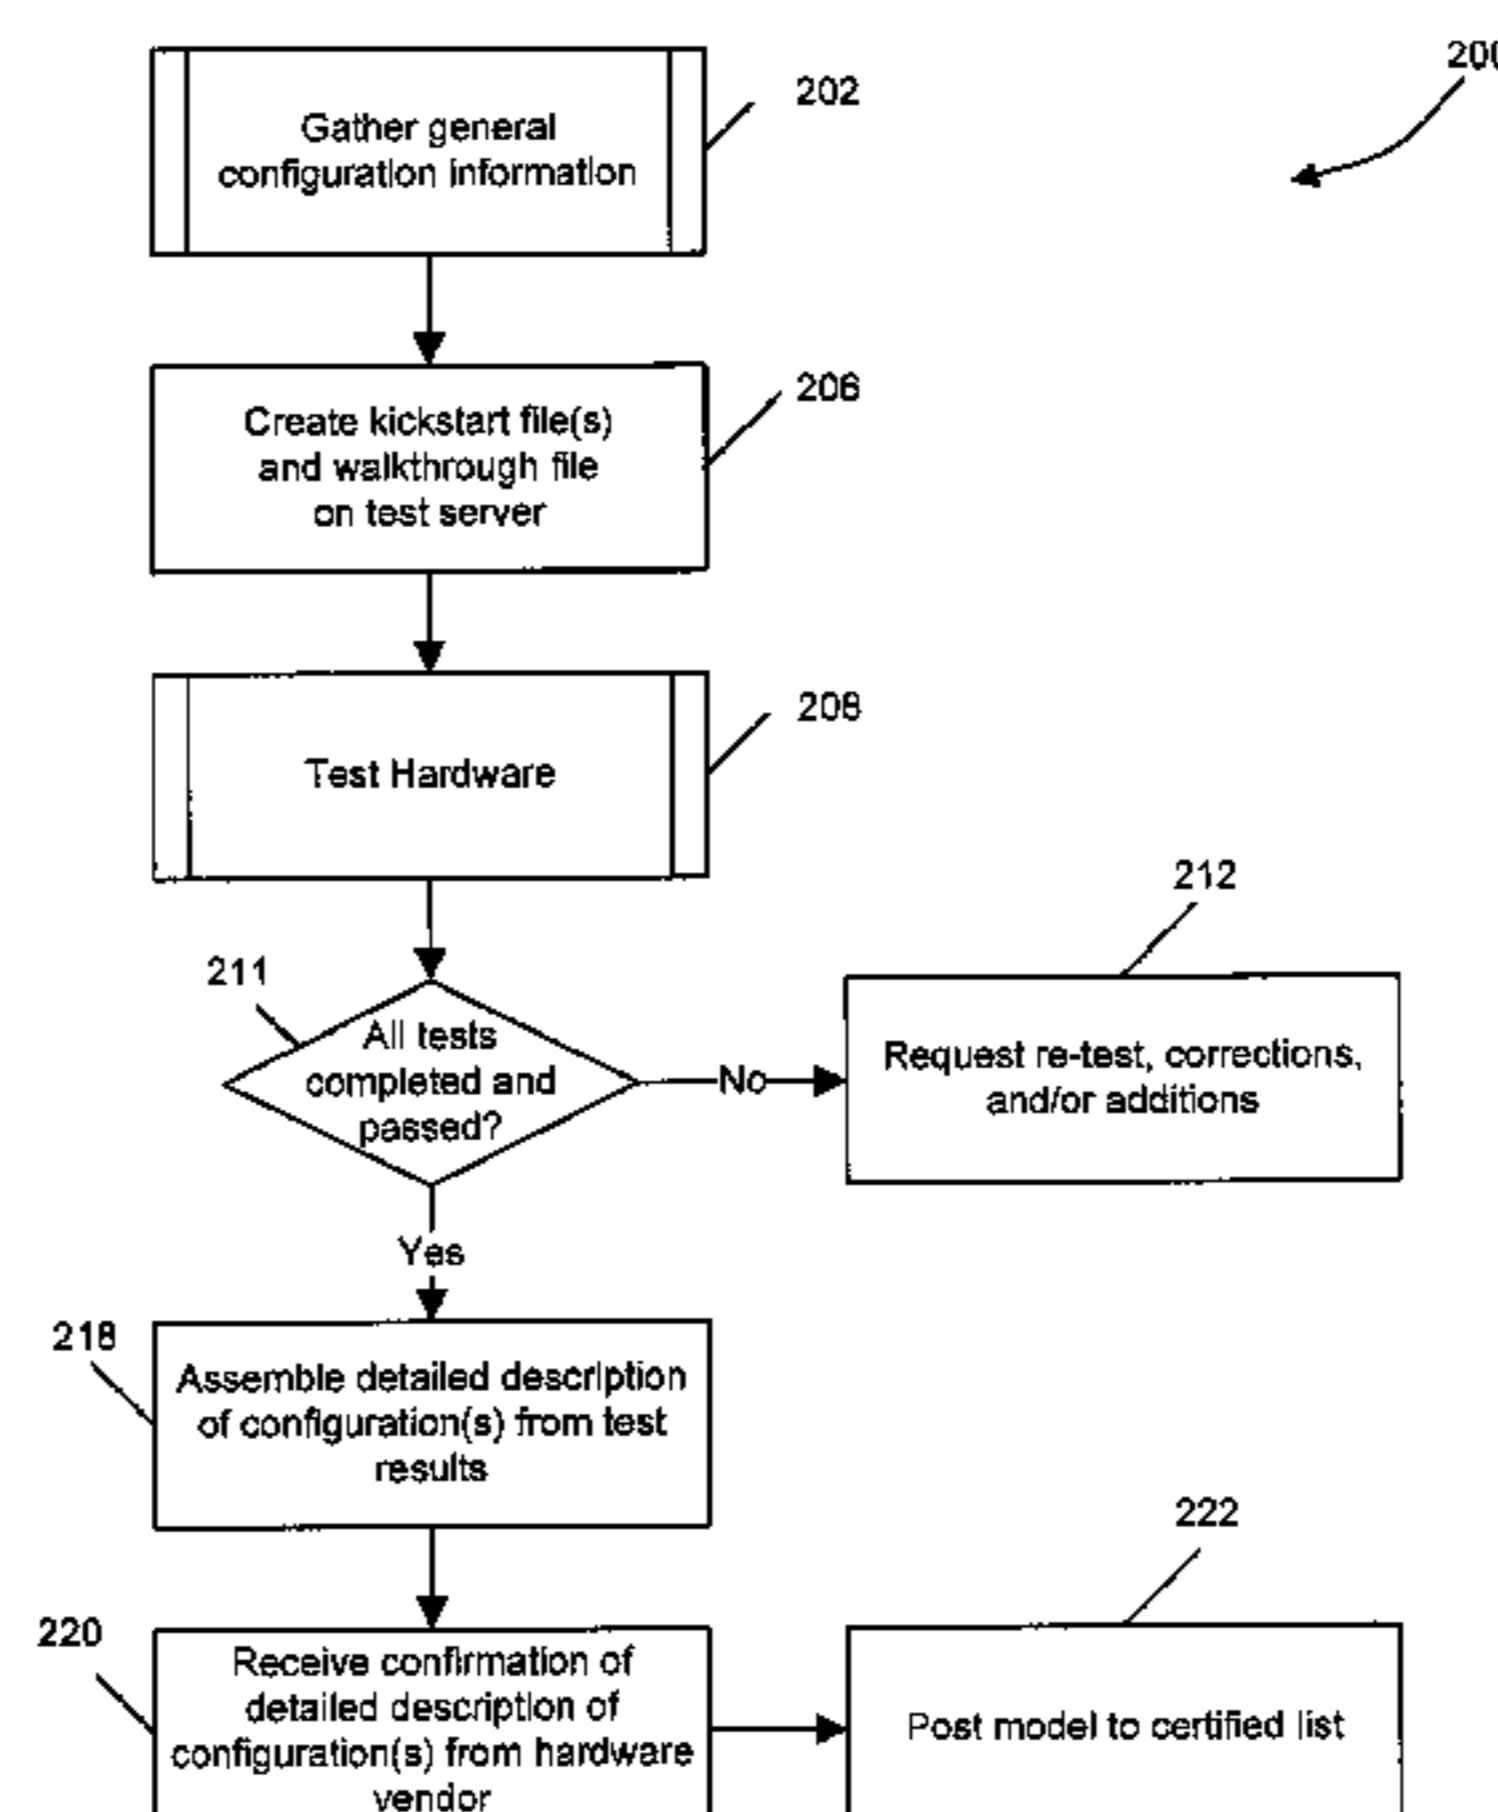 200
202
Gather general
configuration information
206
Create kickstart file(s)
and walkthrough file
on test server
208
Test Hardware
211
All tests
completed and
passed?
No
212
Request re-test, corrections,
and/or additions
Yes
218
Assemble detailed description
of configuration(s) from test
results
220
Receive confirmation of
detailed description of
configuration(s) from hardware
vendor
222
Post model to certified list